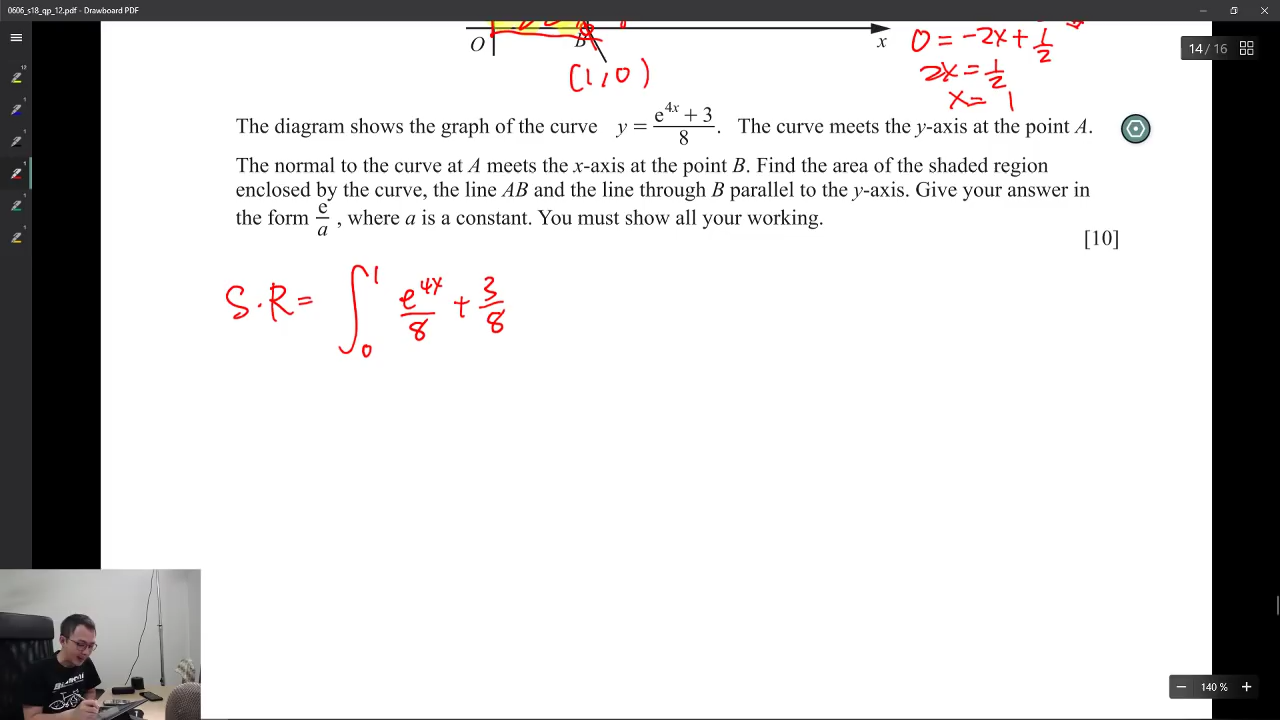 0606_s18_qp_12.pdf - Drawboard PDF
14 / 16
O B x
(1, 0)
0 = -2x + 1/2
2x = 1/2
x = 1
The diagram shows the graph of the curve y = (e^{4x} + 3)/8. The curve meets the y-axis at the point A.
The normal to the curve at A meets the x-axis at the point B. Find the area of the shaded region
enclosed by the curve, the line AB and the line through B parallel to the y-axis. Give your answer in
the form e/a, where a is a constant. You must show all your working.
[10]
S.R = ∫_0^1 e^{4x}/8 + 3/8
140 %